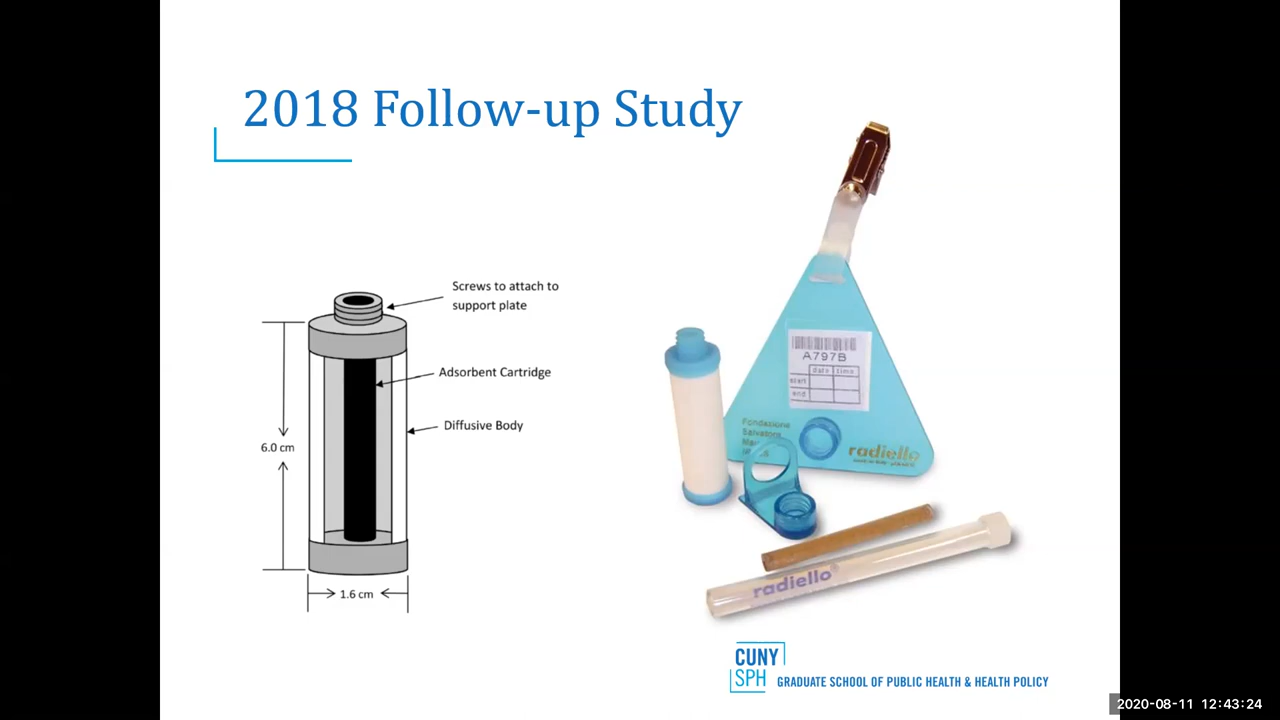 2018 Follow-up Study
Screws to attach to
support plate
Adsorbent Cartridge
Diffusive Body
6.0 cm
1.6 cm
A797B
date time
start
end
Fondazione
Salvatore
radiello
radiello®
CUNY
SPH
GRADUATE SCHOOL OF PUBLIC HEALTH & HEALTH POLICY
2020-08-11 12:43:24